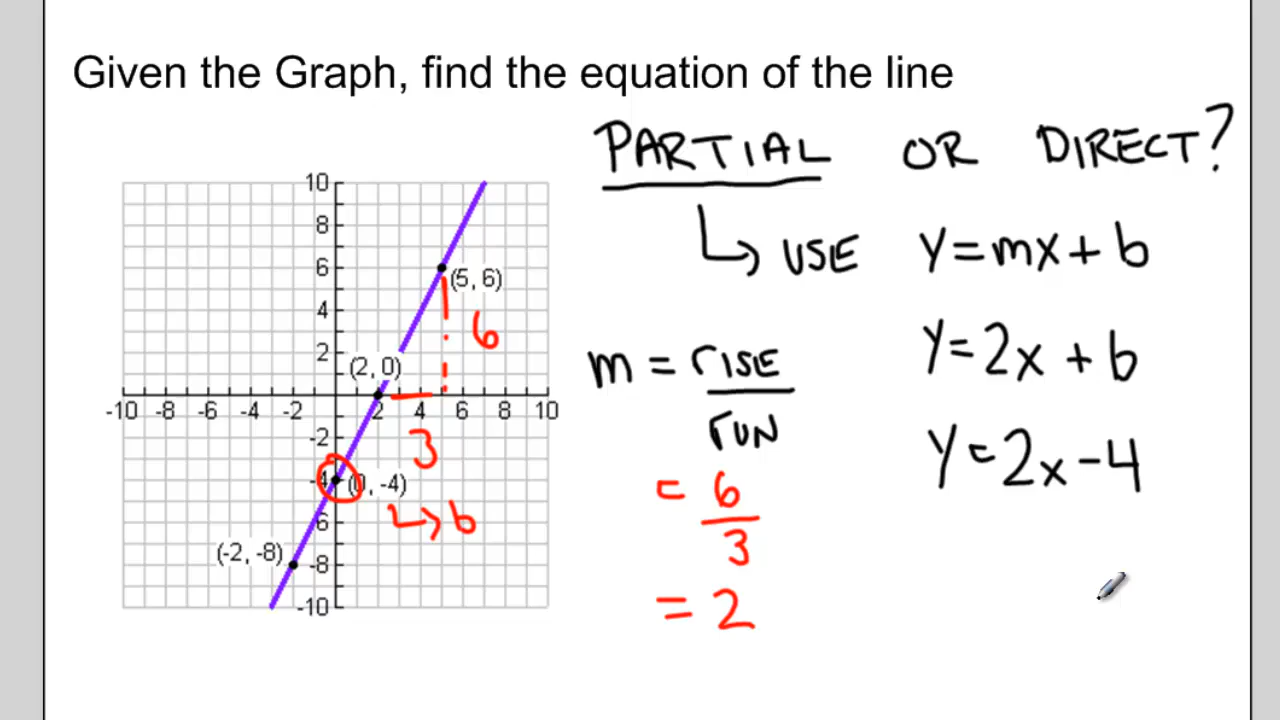 Given the Graph, find the equation of the line
PARTIAL OR DIRECT?
USE y=mx+b
y=2x+b
y=2x-4
m = rise
run
= 6
3
= 2
10
8
6
4
2
-10 -8 -6 -4 -2 2 4 6 8 10
-2
-4
6
-8
-10
(5, 6)
6
(2, 0)
3
(0, -4)
b
(-2, -8)